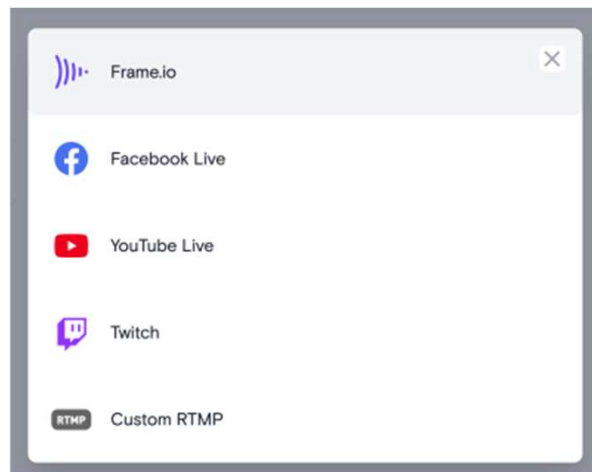 Frame.io
Facebook Live
YouTube Live
Twitch
RTMP Custom RTMP